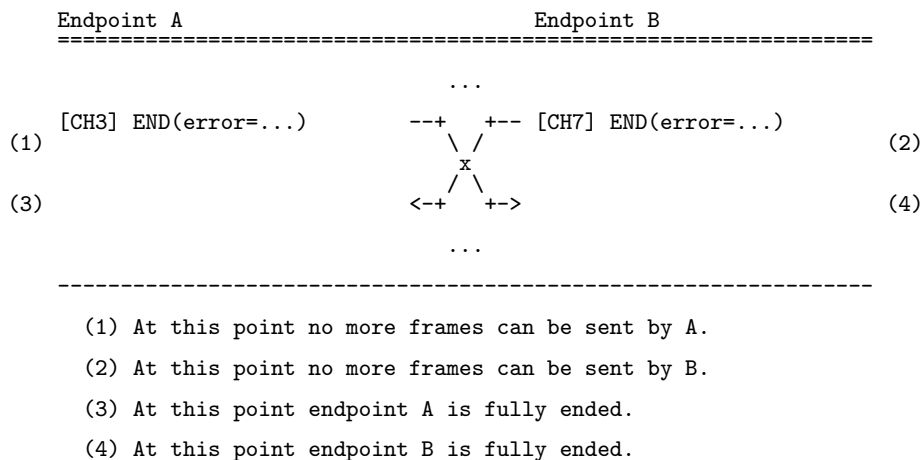 Endpoint A                                Endpoint B
=================================================================
...
[CH3] END(error=...)        --+   +-- [CH7] END(error=...)
(1)                                \ /                                (2)
x
/ \
(3)                             <-+   +->                             (4)
...
-----------------------------------------------------------------
(1) At this point no more frames can be sent by A.
(2) At this point no more frames can be sent by B.
(3) At this point endpoint A is fully ended.
(4) At this point endpoint B is fully ended.